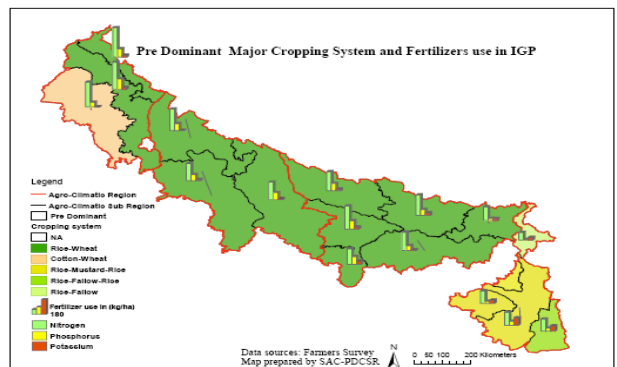 Pre Dominant Major Cropping System and Fertilizers use in IGP
Legend
Agro-Climatic Region
Agro-Climatic Sub Region
Pre Dominant
Cropping system
NA
Rice-Wheat
Cotton-Wheat
Rice-Mustard-Rice
Rice-Fallow-Rice
Rice-Fallow
Fertilizer use in (kg/ha)
180
Nitrogen
Phosphorus
Potassium
Data sources: Farmers Survey
Map prepared by SAC-PDCSR
N
0 50 100 200 Kilometers